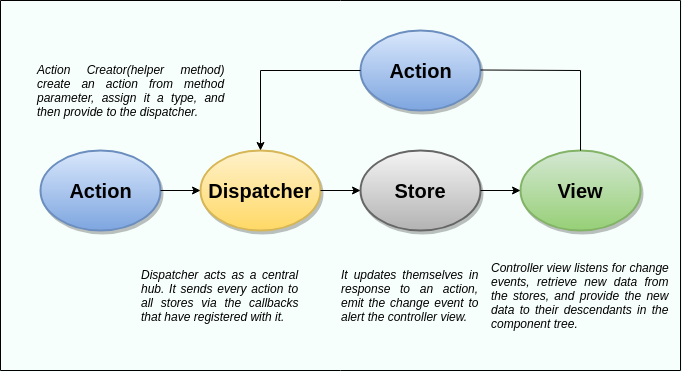 Action Creator(helper method)
create an action from method
parameter, assign it a type, and
then provide to the dispatcher.
Action
Action
Dispatcher
Store
View
Dispatcher acts as a central
hub. It sends every action to
all stores via the callbacks
that have registered with it.
It updates themselves in
response to an action,
emit the change event to
alert the controller view.
Controller view listens for change
events, retrieve new data from
the stores, and provide the new
data to their descendants in the
component tree.